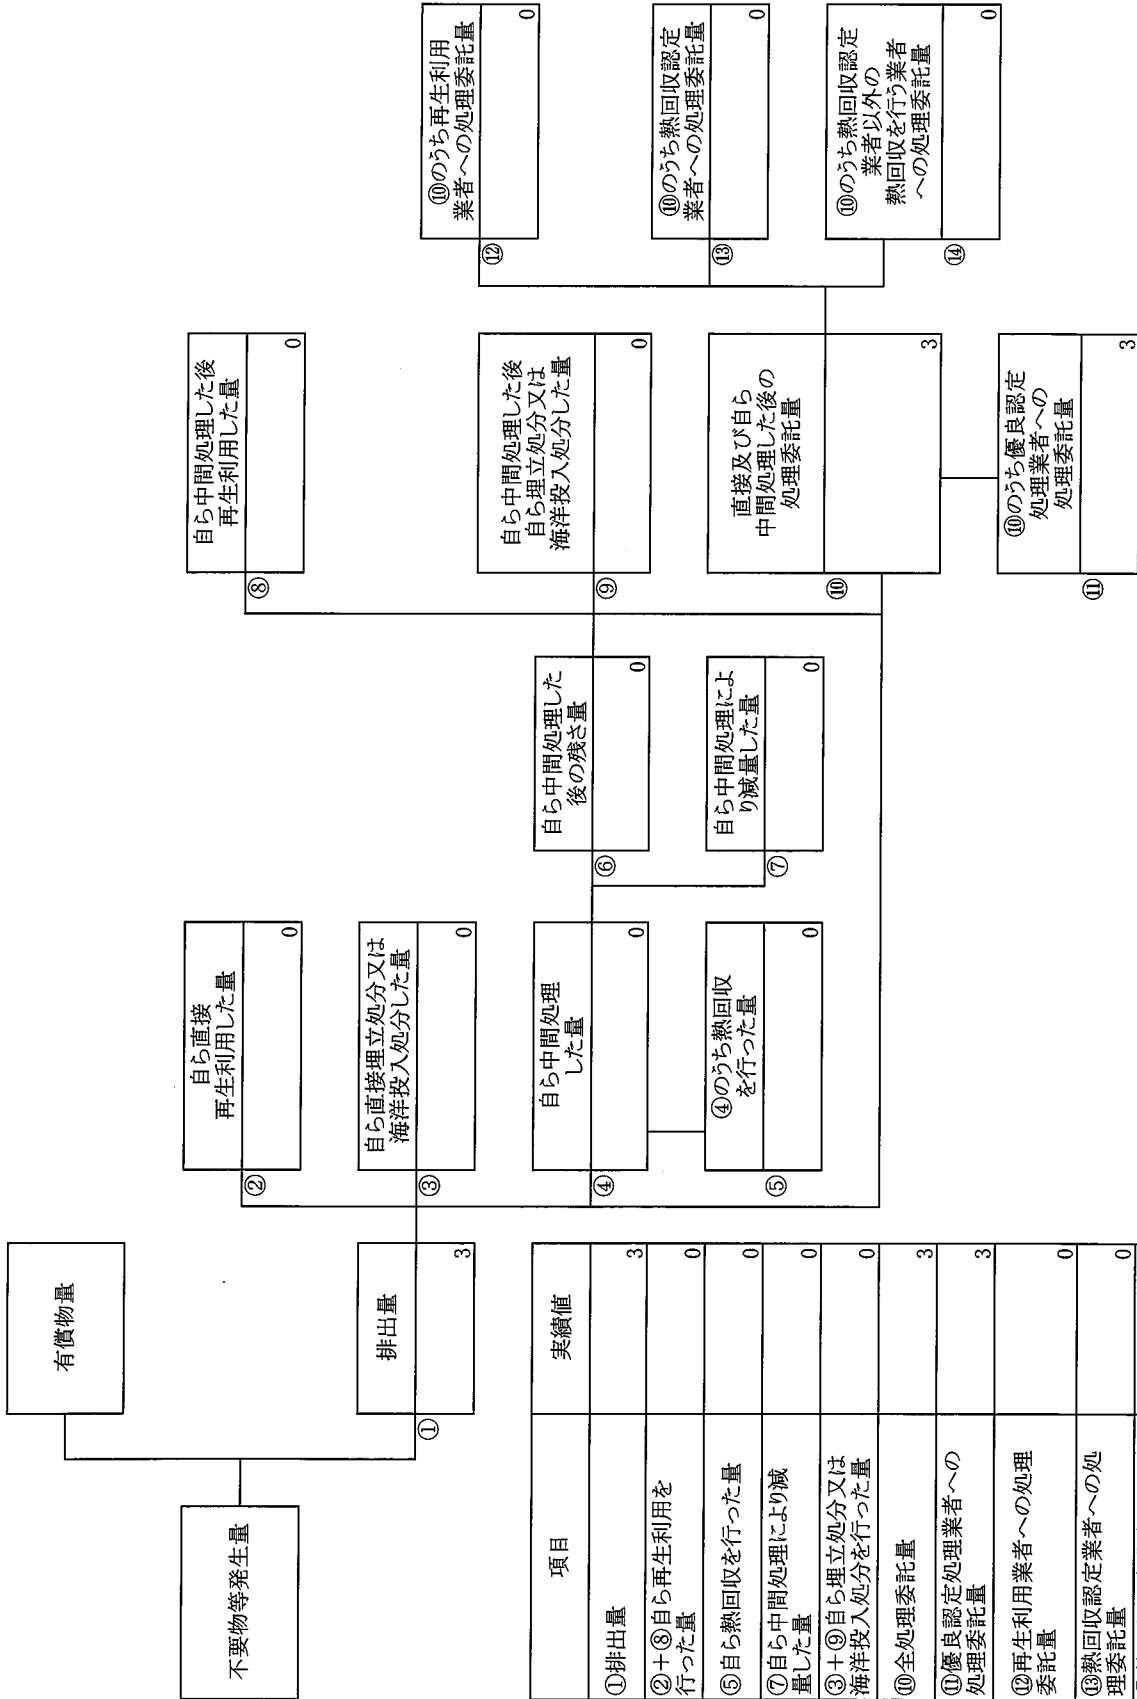 不要物等発生量
有償物量
①
排出量
3
②
自ら直接
再生利用した量
0
③
自ら直接埋立処分又は
海洋投入処分した量
0
④
自ら中間処理
した量
0
⑤
④のうち熱回収
を行った量
0
⑥
自ら中間処理した
後の残さ量
0
⑦
自ら中間処理によ
り減量した量
0
⑧
自ら中間処理した後
再生利用した量
0
⑨
自ら中間処理した後
自ら埋立処分又は
海洋投入処分した量
0
⑩
直接及び自ら
中間処理した後の
処理委託量
3
⑪
⑩のうち優良認定
処理業者への
処理委託量
3
⑫
⑩のうち再生利用
業者への処理委託量
0
⑬
⑩のうち熱回収認定
業者への処理委託量
0
⑭
⑩のうち熱回収認定
業者以外の
熱回収を行う業者
への処理委託量
0
項目 実績値
①排出量 3
②+⑧自ら再生利用を
行った量 0
⑤自ら熱回収を行った量 0
⑦自ら中間処理により減
量した量 0
③+⑨自ら埋立処分又は
海洋投入処分を行った量 0
⑩全処理委託量 3
⑪優良認定処理業者への
処理委託量 3
⑫再生利用業者への処理
委託量 0
⑬熱回収認定業者への処
理委託量 0